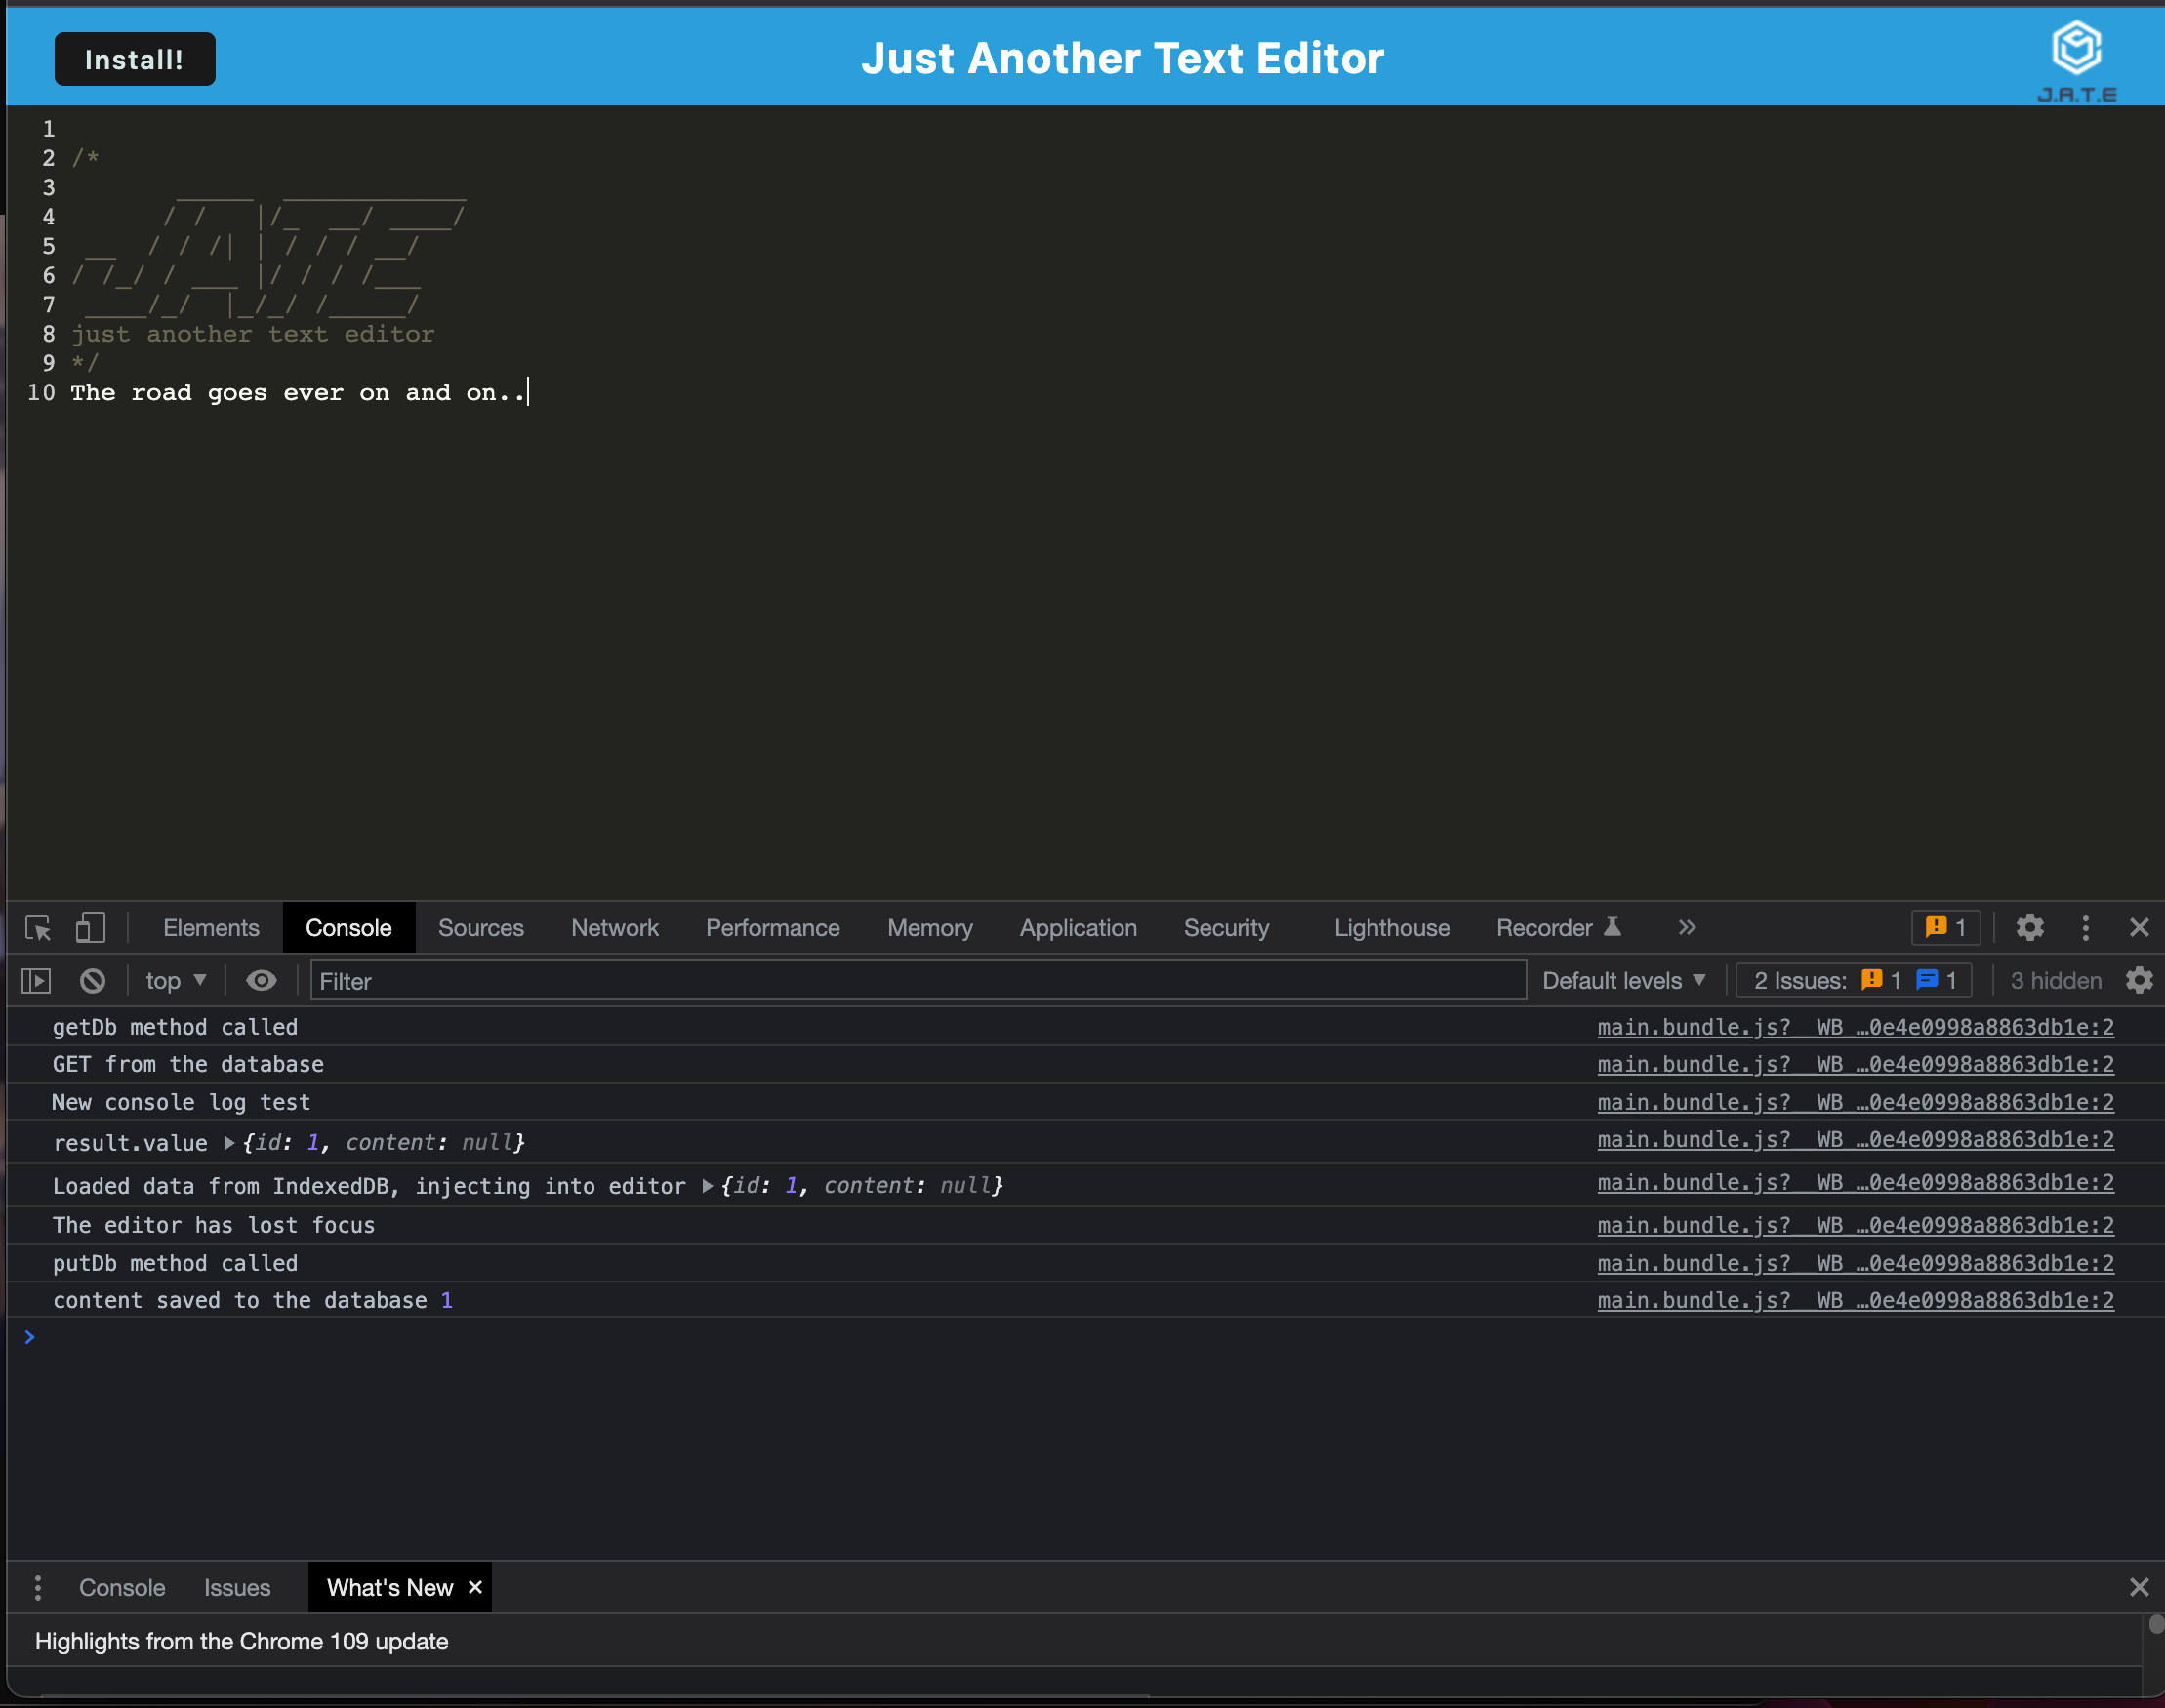 Install!
Just Another Text Editor
J.A.T.E
1
2 /*
3      _____  ____________
4       / /   |/_  __/ ____/
5  __  / / /| | / / / __/
6 / /_/ / ___ |/ / / /____
7  ____/_/  |_/_/ /_____/
8 just another text editor
9 */
10 The road goes ever on and on..
Elements Console Sources Network Performance Memory Application Security Lighthouse Recorder » 1
top ▼ Filter Default levels ▼ 2 Issues: 1 1 3 hidden
getDb method called main.bundle.js?__WB_…0e4e0998a8863db1e:2
GET from the database main.bundle.js?__WB_…0e4e0998a8863db1e:2
New console log test main.bundle.js?__WB_…0e4e0998a8863db1e:2
result.value ▶{id: 1, content: null} main.bundle.js?__WB_…0e4e0998a8863db1e:2
Loaded data from IndexedDB, injecting into editor ▶{id: 1, content: null} main.bundle.js?__WB_…0e4e0998a8863db1e:2
The editor has lost focus main.bundle.js?__WB_…0e4e0998a8863db1e:2
putDb method called main.bundle.js?__WB_…0e4e0998a8863db1e:2
content saved to the database 1 main.bundle.js?__WB_…0e4e0998a8863db1e:2
>
Console Issues What's New ×
Highlights from the Chrome 109 update